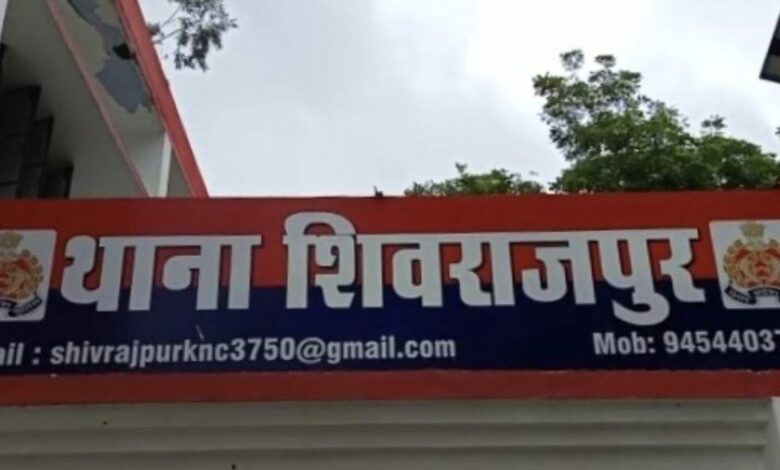 थाना शिवराजपुर
ail : shivrajpurknc3750@gmail.com
Mob: 94544037